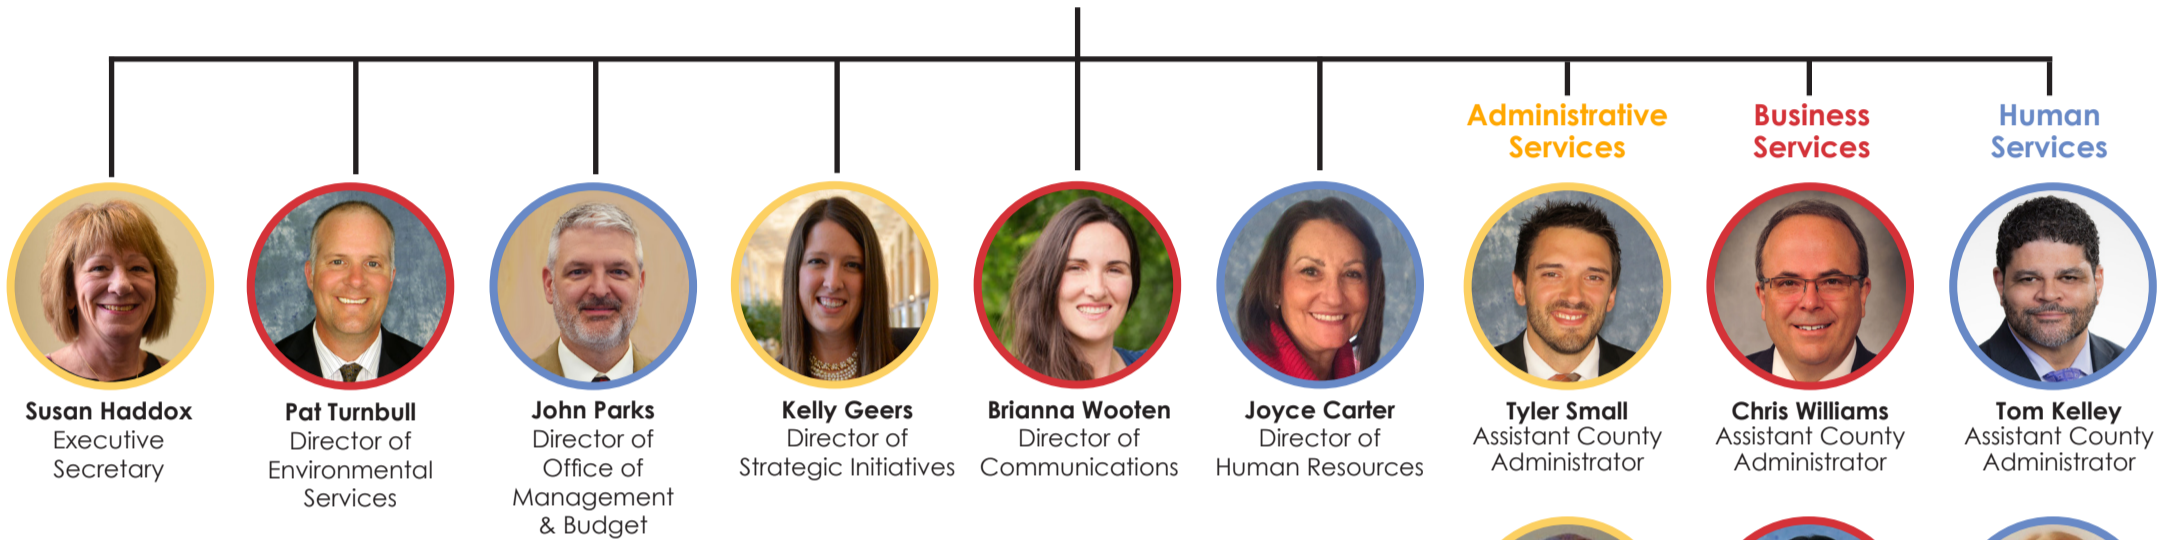 Administrative
Services
Business
Services
Human
Services
Susan Haddox
Executive
Secretary
Pat Turnbull
Director of
Environmental
Services
John Parks
Director of
Office of
Management
& Budget
Kelly Geers
Director of
Strategic Initiatives
Brianna Wooten
Director of
Communications
Joyce Carter
Director of
Human Resources
Tyler Small
Assistant County
Administrator
Chris Williams
Assistant County
Administrator
Tom Kelley
Assistant County
Administrator